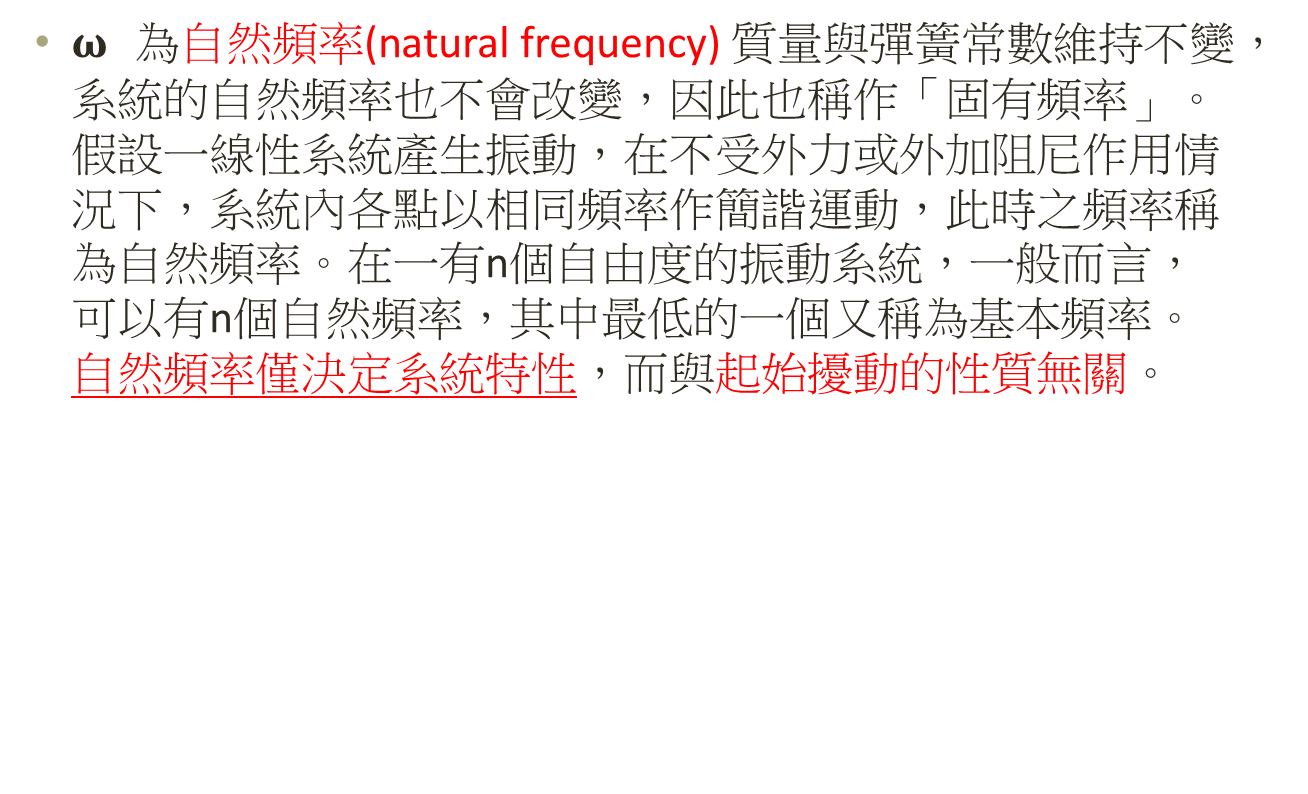 • ω 為自然頻率(natural frequency) 質量與彈簧常數維持不變，
系統的自然頻率也不會改變，因此也稱作「固有頻率」。
假設一線性系統產生振動，在不受外力或外加阻尼作用情
況下，系統內各點以相同頻率作簡諧運動，此時之頻率稱
為自然頻率。在一有n個自由度的振動系統，一般而言，
可以有n個自然頻率，其中最低的一個又稱為基本頻率。
自然頻率僅決定系統特性，而與起始擾動的性質無關。